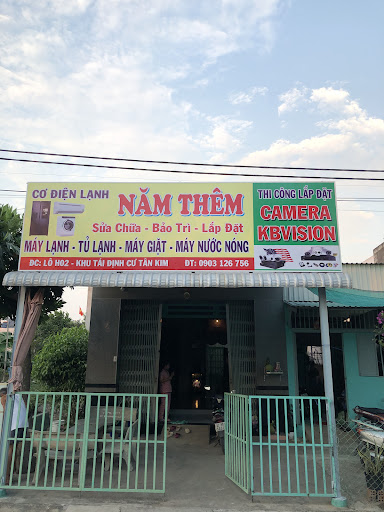 CƠ ĐIỆN LẠNH
NĂM THÊM
Sửa Chữa - Bảo Trì - Lắp Đặt
MÁY LẠNH - TỦ LẠNH - MÁY GIẶT - MÁY NƯỚC NÓNG
ĐC: LÔ H02 - KHU TÁI ĐỊNH CƯ TÂN KIM
ĐT: 0903 126 756
THI CÔNG LẮP ĐẶT
CAMERA
KBVISION